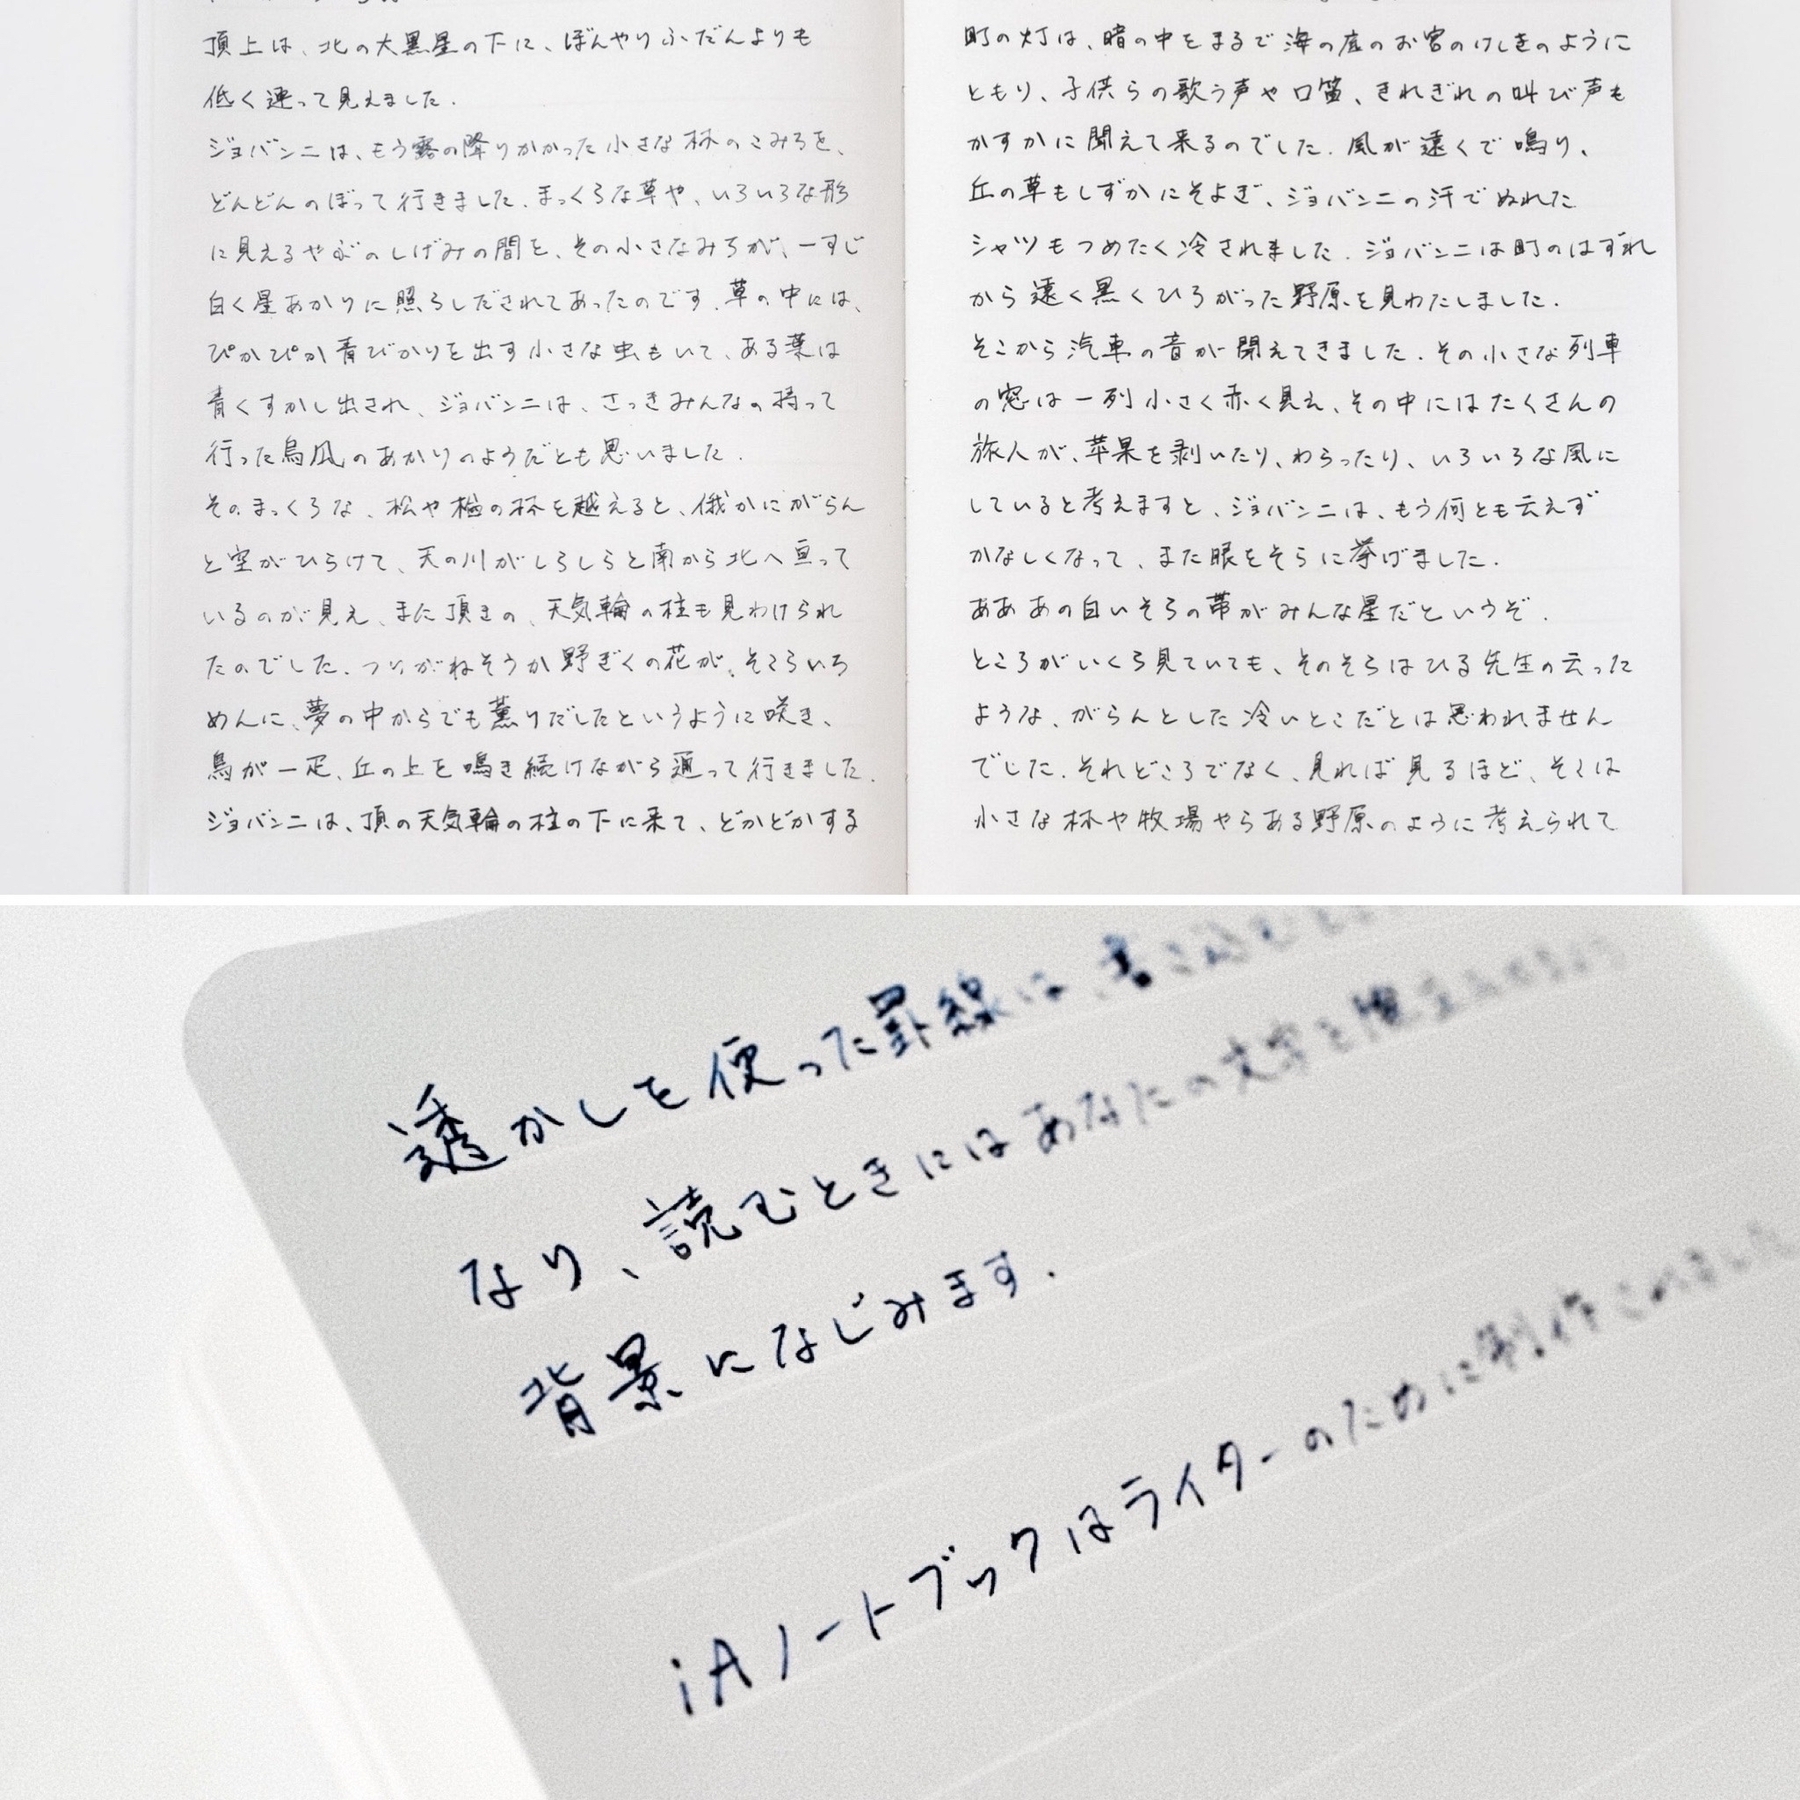 頂上は、北の大黒星の下に、ぼんやりふだんよりも
低く連って見えました.
ジョバンニは、もう露の降りかかった小さな林のこみちを、
どんどんのぼって行きました.まっくらな草や、いろいろな形
に見えるやぶのしげみの間を、その小さなみちが、一すじ
白く星あかりに照らしだされてあったのです.草の中には、
ぴかぴか青びかりを出す小さな虫もいて、ある葉は
青くすかし出され、ジョバンニは、さっきみんなの持って
行った烏瓜のあかりのようだとも思いました.
そのまっくろな、松や楢の林を越えると、俄かにがらん
と空がひらけて、天の川がしらしらと南から北へ亘って
いるのが見え、また頂きの、天気輪の柱も見わけられ
たのでした.つりがねそうか野ぎくの花が、そこらいち
めんに、夢の中からでも薫りだしたというように咲き、
鳥が一疋、丘の上を鳴き続けながら通って行きました.
ジョバンニは、頂の天気輪の柱の下に来て、どかどかする
町の灯は、暗の中をまるで海の底のお宮のけしきのように
ともり、子供らの歌う声や口笛、きれぎれの叫び声も
かすかに聞えて来るのでした.風が遠くで鳴り、
丘の草もしずかにそよぎ、ジョバンニの汗でぬれた
シャツもつめたく冷されました.ジョバンニは町のはずれ
から遠く黒くひろがった野原を見わたしました.
そこから汽車の音が聞えてきました.その小さな列車
の窓は一列小さく赤く見え、その中にはたくさんの
旅人が、苹果を剥いたり、わらったり、いろいろな風に
していると考えますと、ジョバンニは、もう何とも云えず
かなしくなって、また眼をそらに挙げました.
ああああの白いそらの帯がみんな星だというぞ.
ところがいくら見ていても、そのそらはひる先生の云った
ような、がらんとした冷いとこだとは思われません
でした.それどころでなく、見れば見るほど、そこは
小さな林や牧場やらある野原のように考えられて
透かしを使った罫線は、書き込むとき
なり、読むときにはあなたの文字を
背景になじみます.
iAノートブックはライターのために制作されました